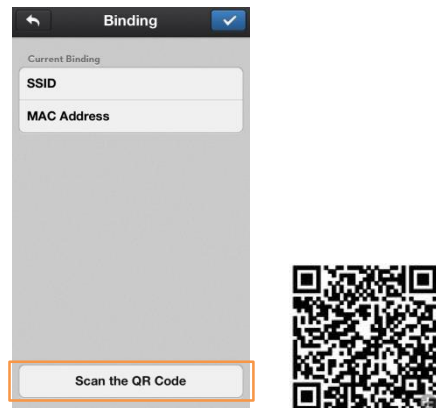 Binding
Current Binding
SSID
MAC Address
Scan the QR Code